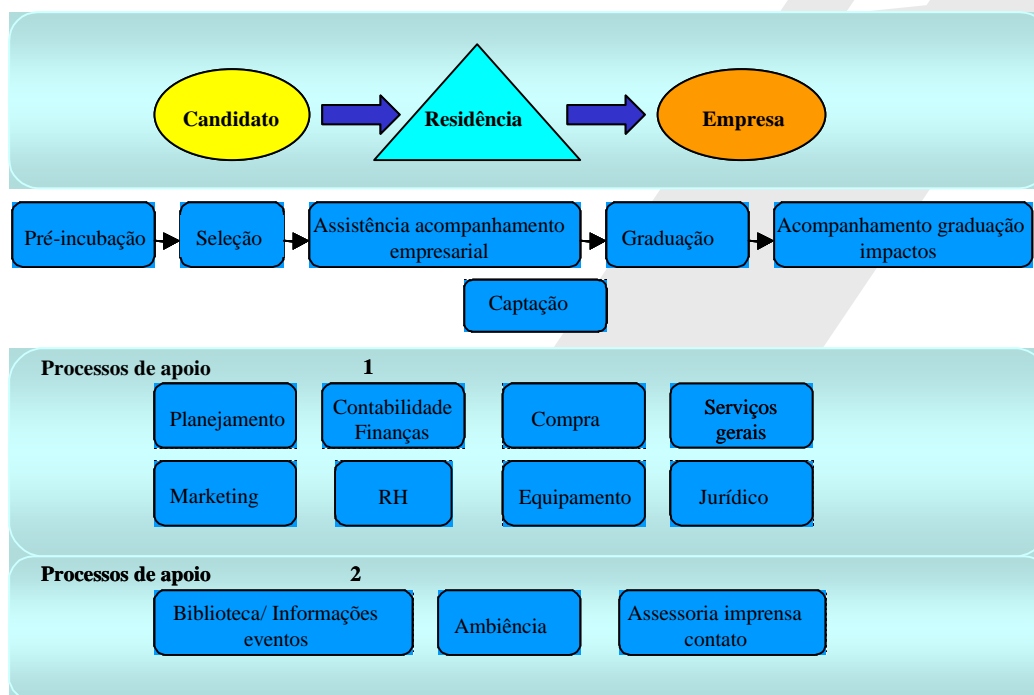 Candidato
Residência
Empresa
Pré-incubação
Seleção
Assistência acompanhamento
empresarial
Graduação
Acompanhamento graduação
impactos
Captação
Processos de apoio 1
Planejamento
Contabilidade
Finanças
Compra
Serviços
gerais
Marketing
RH
Equipamento
Jurídico
Processos de apoio 2
Biblioteca/ Informações
eventos
Ambiência
Assessoria imprensa
contato